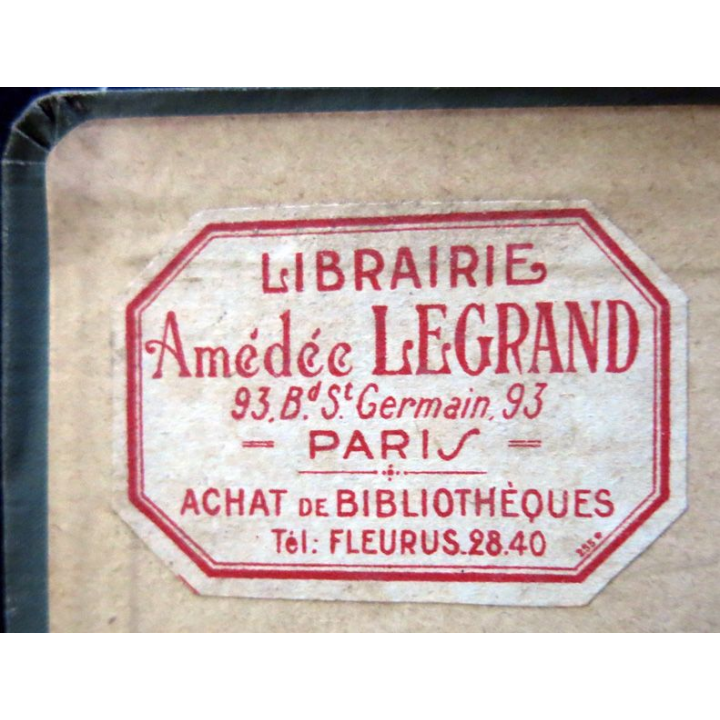 LIBRAIRIE
Amédée LEGRAND
93, Bd St Germain, 93
= PARIS =
ACHAT DE BIBLIOTHÈQUES
Tél: FLEURUS.28.40